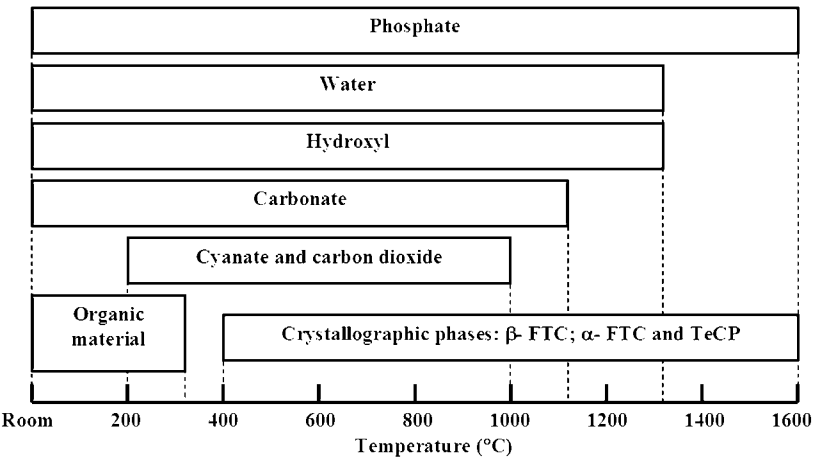 Phosphate
Water
Hydroxyl
Carbonate
Cyanate and carbon dioxide
Organic
material
Crystallographic phases: β- FTC; α- FTC and TeCP
Room 200 400 600 800 1000 1200 1400 1600
Temperature (°C)